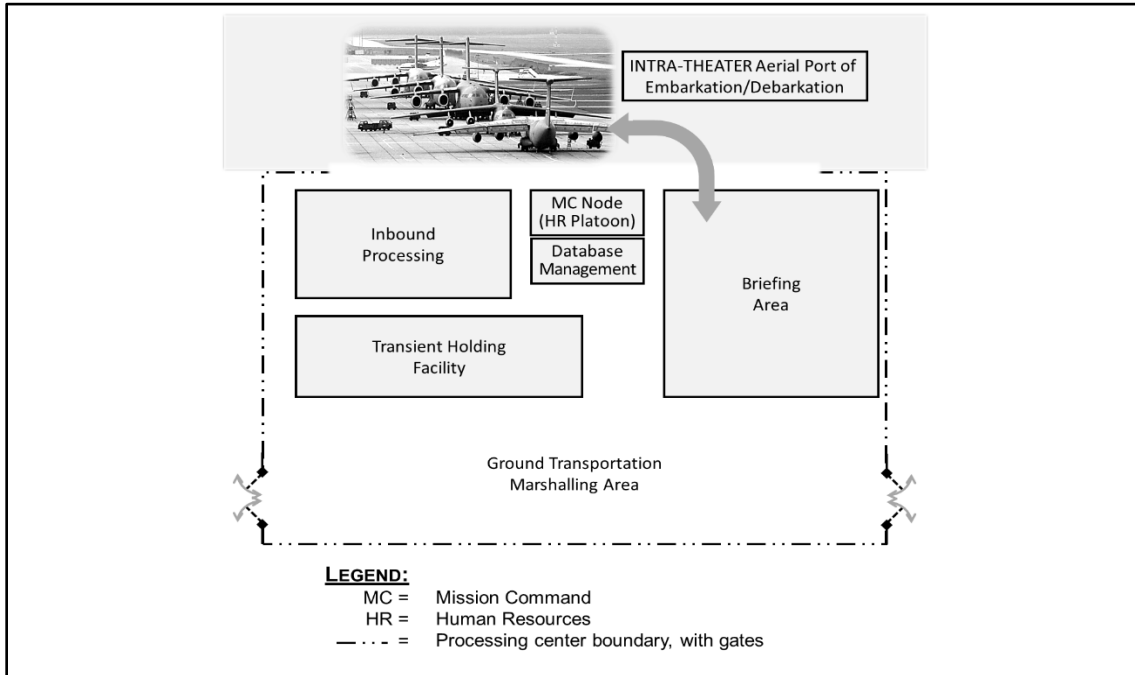 INTRA-THEATER Aerial Port of
Embarkation/Debarkation
MC Node
(HR Platoon)
Inbound
Processing
Database
Management
Briefing
Area
Transient Holding
Facility
Ground Transportation
Marshalling Area
LEGEND:
MC = Mission Command
HR = Human Resources
= Processing center boundary, with gates